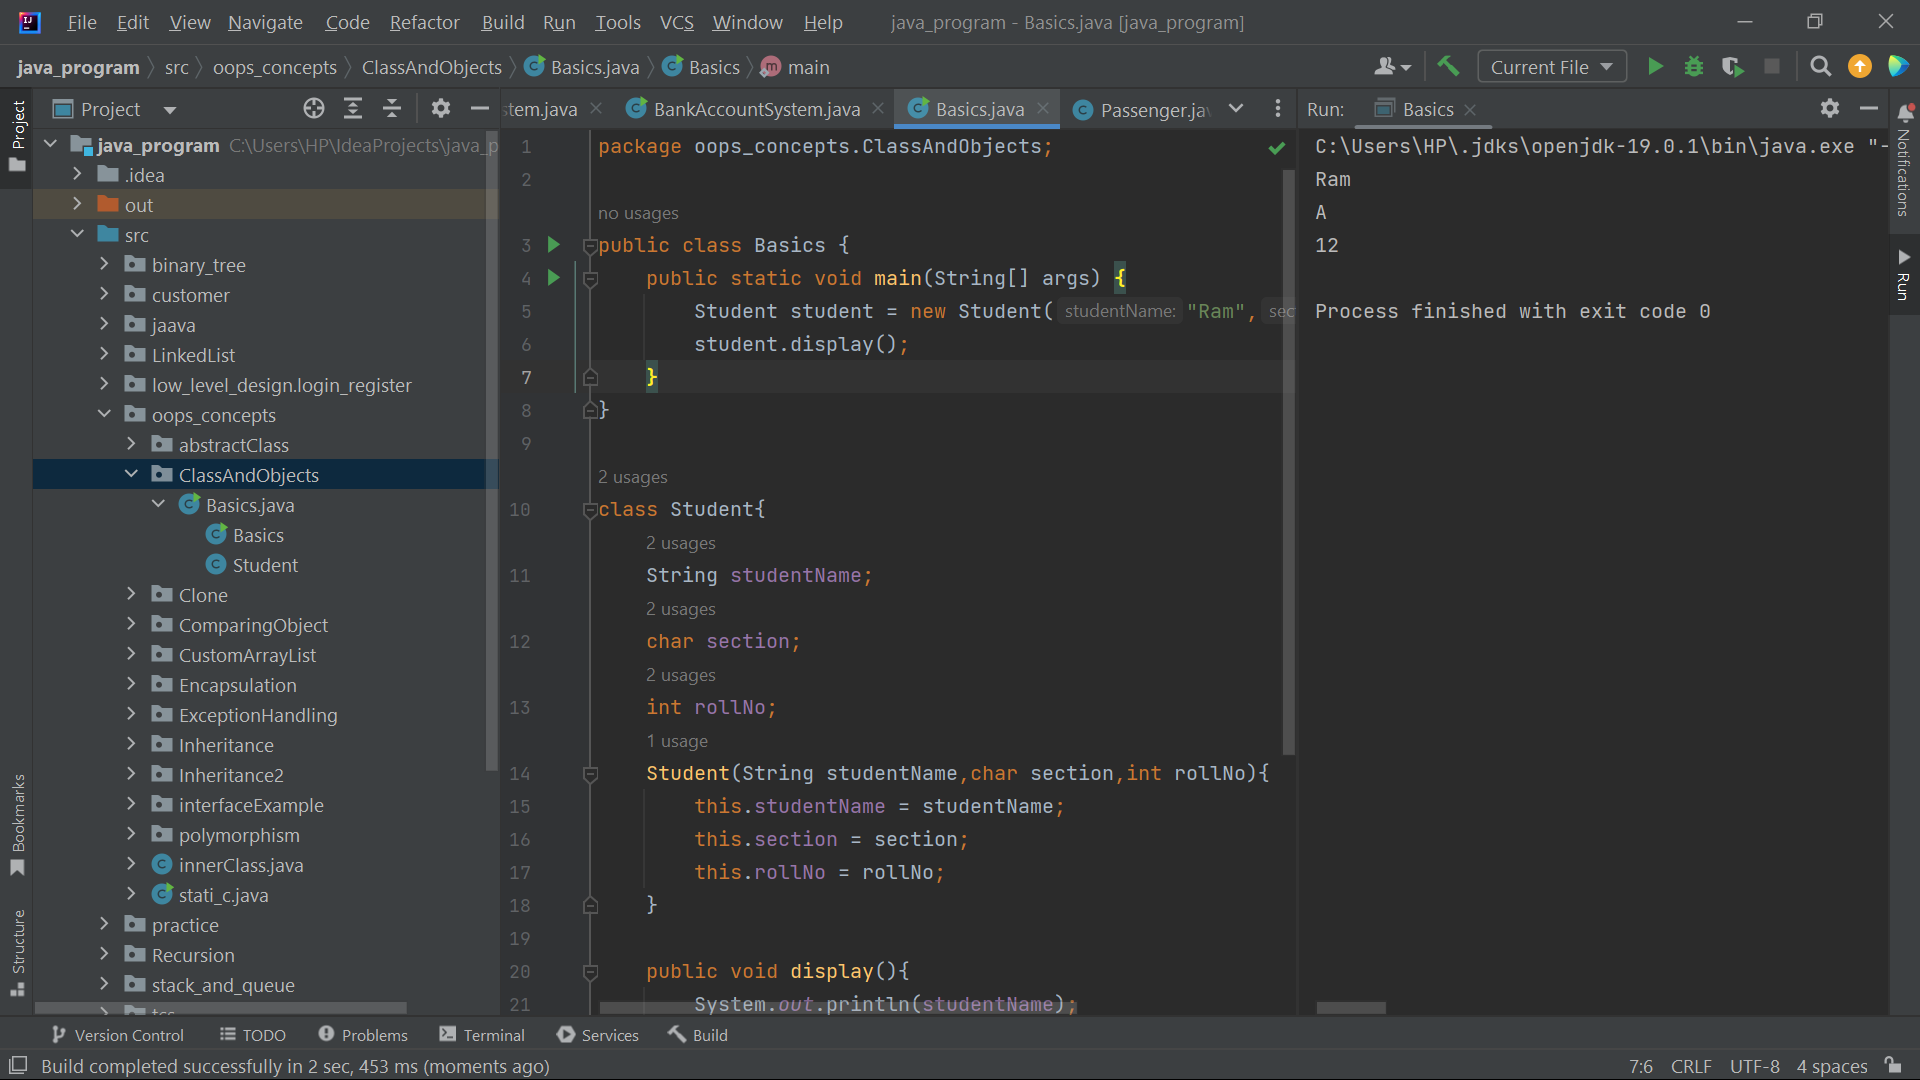 File Edit View Navigate Code Refactor Build Run Tools VCS Window Help java_program - Basics.java [java_program]
java_program src oops_concepts ClassAndObjects Basics.java Basics main Current File
Project
stem.java BankAccountSystem.java Basics.java Passenger.ja
Run: Basics
Project
java_program C:\Users\HP\IdeaProjects\java_p
.idea
out
src
binary_tree
customer
jaava
LinkedList
low_level_design.login_register
oops_concepts
abstractClass
ClassAndObjects
Basics.java
Basics
Student
Clone
ComparingObject
CustomArrayList
Encapsulation
ExceptionHandling
Inheritance
Inheritance2
interfaceExample
polymorphism
innerClass.java
stati_c.java
practice
Recursion
stack_and_queue
Bookmarks
Structure
1 package oops_concepts.ClassAndObjects;
2
no usages
3 public class Basics {
4 public static void main(String[] args) {
5 Student student = new Student( studentName: "Ram", sec
6 student.display();
7 }
8 }
9
2 usages
10 class Student{
2 usages
11 String studentName;
2 usages
12 char section;
2 usages
13 int rollNo;
1 usage
14 Student(String studentName,char section,int rollNo){
15 this.studentName = studentName;
16 this.section = section;
17 this.rollNo = rollNo;
18 }
19
20 public void display(){
21 System.out.println(studentName);
C:\Users\HP\.jdks\openjdk-19.0.1\bin\java.exe "-
Ram
A
12
Process finished with exit code 0
Notifications
Run
Version Control TODO Problems Terminal Services Build
Build completed successfully in 2 sec, 453 ms (moments ago) 7:6 CRLF UTF-8 4 spaces